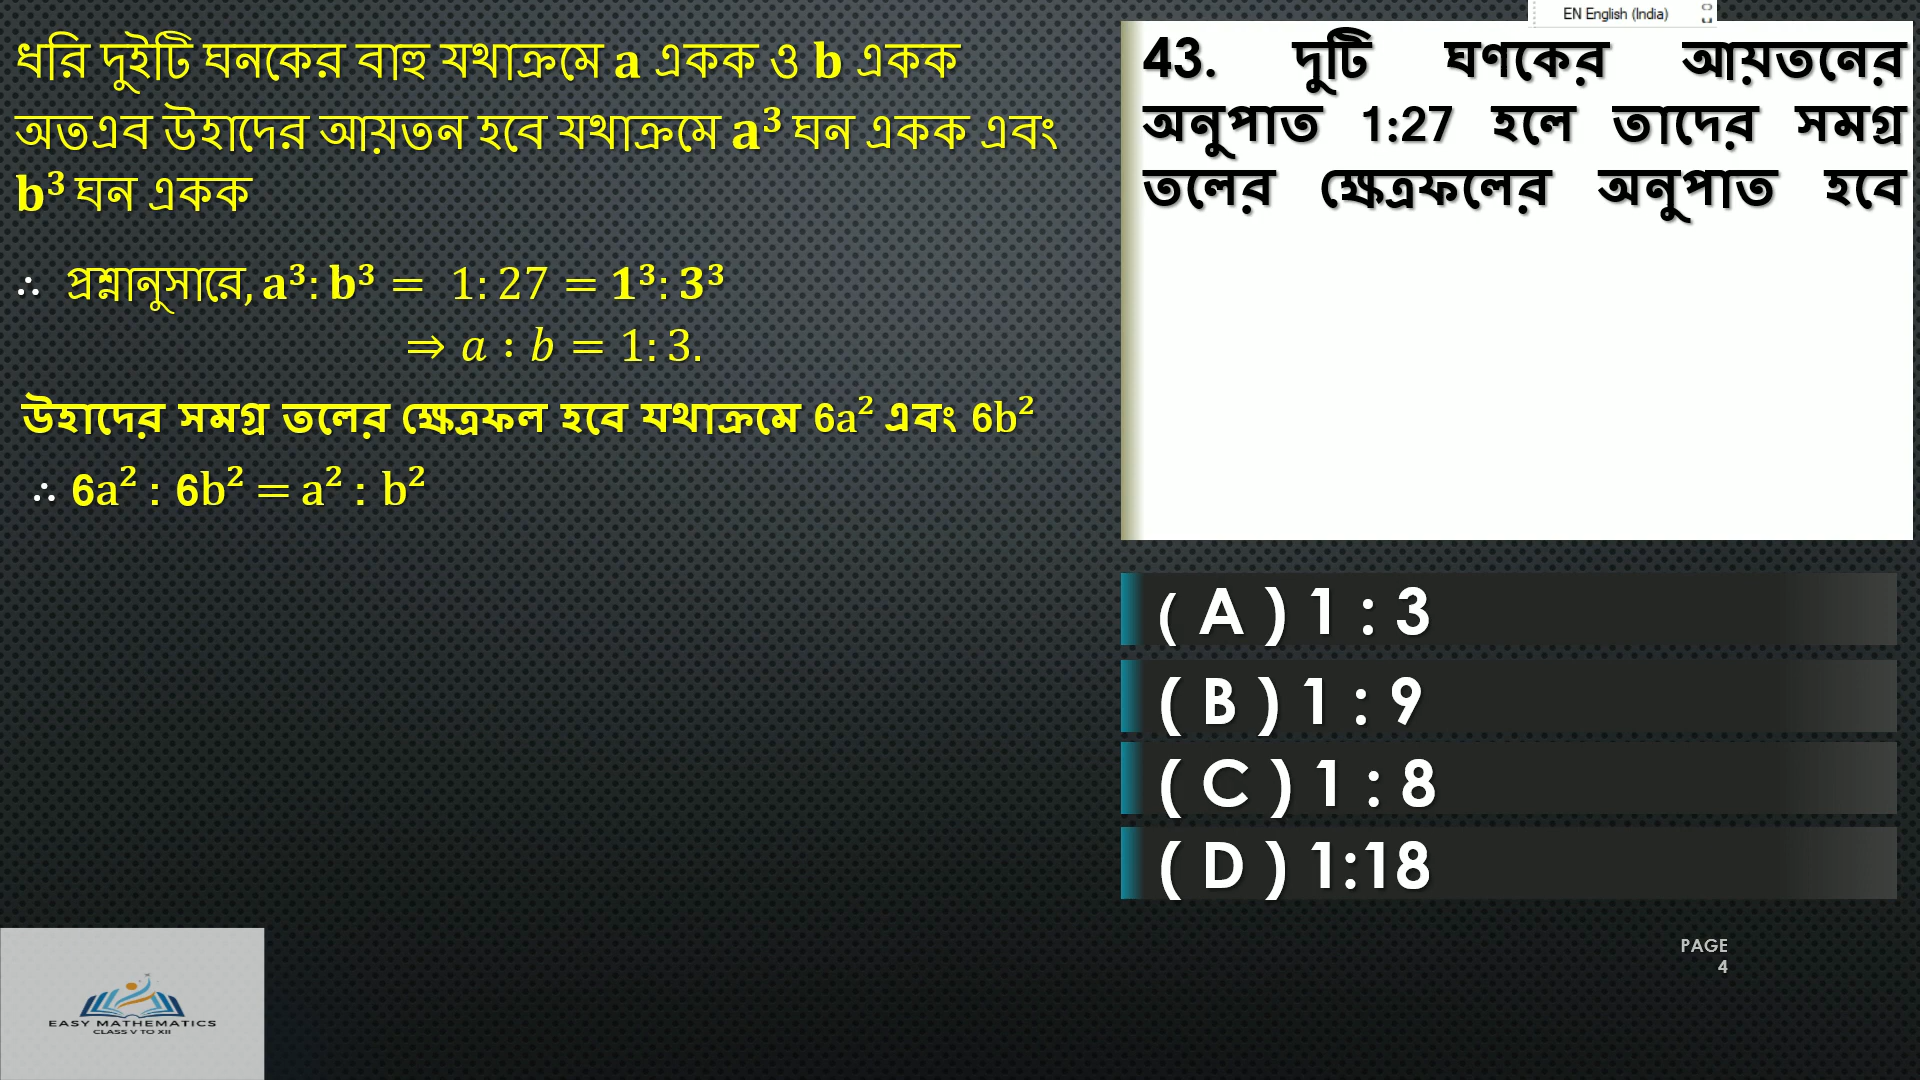 EN English (India)
ধরি দুইটি ঘনকের বাহু যথাক্রমে a একক ও b একক
অতএব উহাদের আয়তন হবে যথাক্রমে a³ ঘন একক এবং
b³ ঘন একক
∴ প্রশ্নানুসারে, a³: b³ = 1: 27 = 1³: 3³
⇒ a : b = 1: 3.
উহাদের সমগ্র তলের ক্ষেত্রফল হবে যথাক্রমে 6a² এবং 6b²
∴ 6a² : 6b² = a² : b²
43. দুটি ঘণকের আয়তনের
অনুপাত 1:27 হলে তাদের সমগ্র
তলের ক্ষেত্রফলের অনুপাত হবে
( A ) 1 : 3
( B ) 1 : 9
( C ) 1 : 8
( D ) 1:18
PAGE
4
EASY MATHEMATICS
CLASS V TO XII